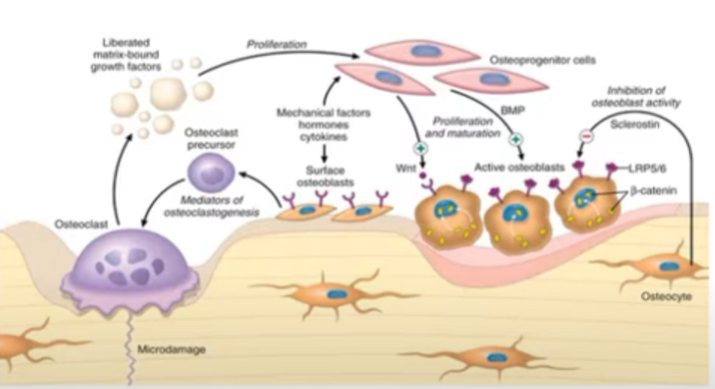 Liberated
matrix-bound
growth factors
Proliferation
Osteoprogenitor cells
Mechanical factors
hormones
cytokines
Proliferation
and maturation
BMP
Inhibition of
osteoblast activity
Sclerostin
Osteoclast
precursor
Surface
osteoblasts
Wnt
Active osteoblasts
LRP5/6
β-catenin
Mediators of
osteoclastogenesis
Osteoclast
Osteocyte
Microdamage
+
+
−